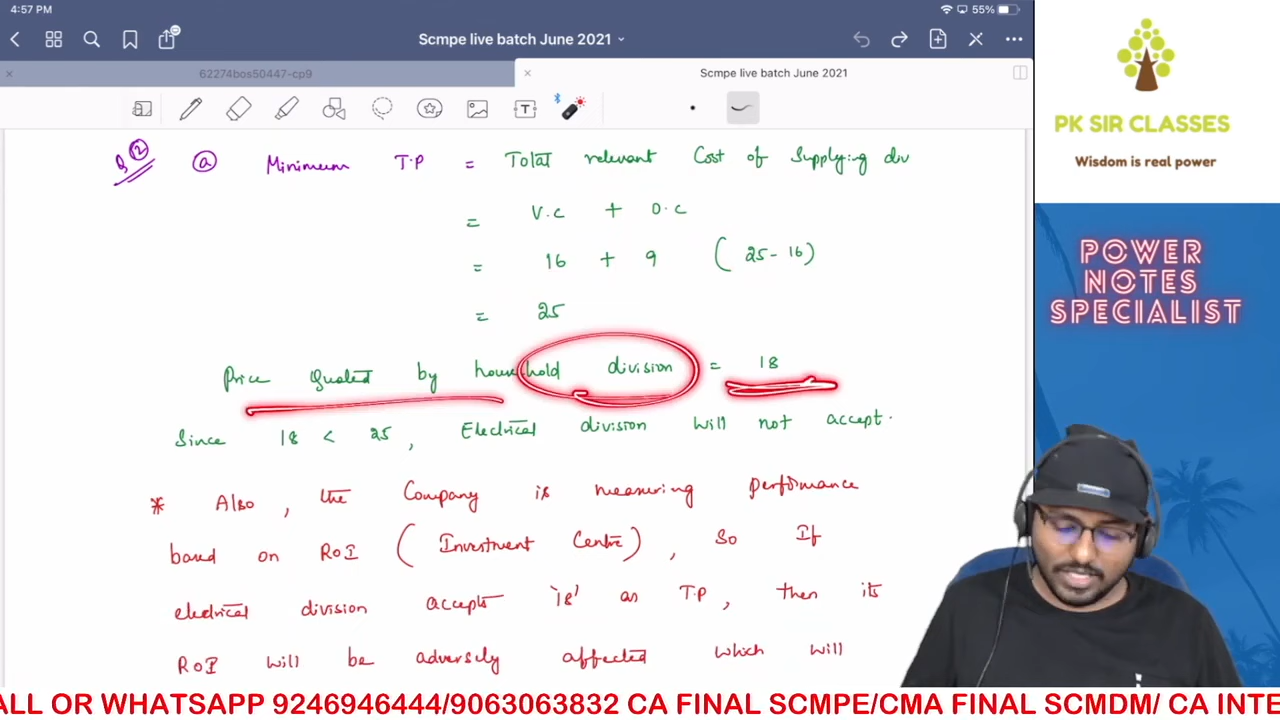 4:57 PM
55%
Scmpe live batch June 2021
62274bos50447-cp9
Scmpe live batch June 2021
Q② ⓐ Minimum T.P = Total relevant Cost of Supplying div
= V.C + O.C
= 16 + 9 (25-16)
= 25
Price Quoted by household division = 18
Since 18 < 25, Electrical division will not accept.
* Also, the Company is measuring performance
based on ROI (Investment Centre), So If
electrical division accepts '18' as T.P, then its
ROI will be adversely affected which will
PK SIR CLASSES
Wisdom is real power
POWER
NOTES
SPECIALIST
ALL OR WHATSAPP 9246946444/9063063832 CA FINAL SCMPE/CMA FINAL SCMDM/ CA INTE